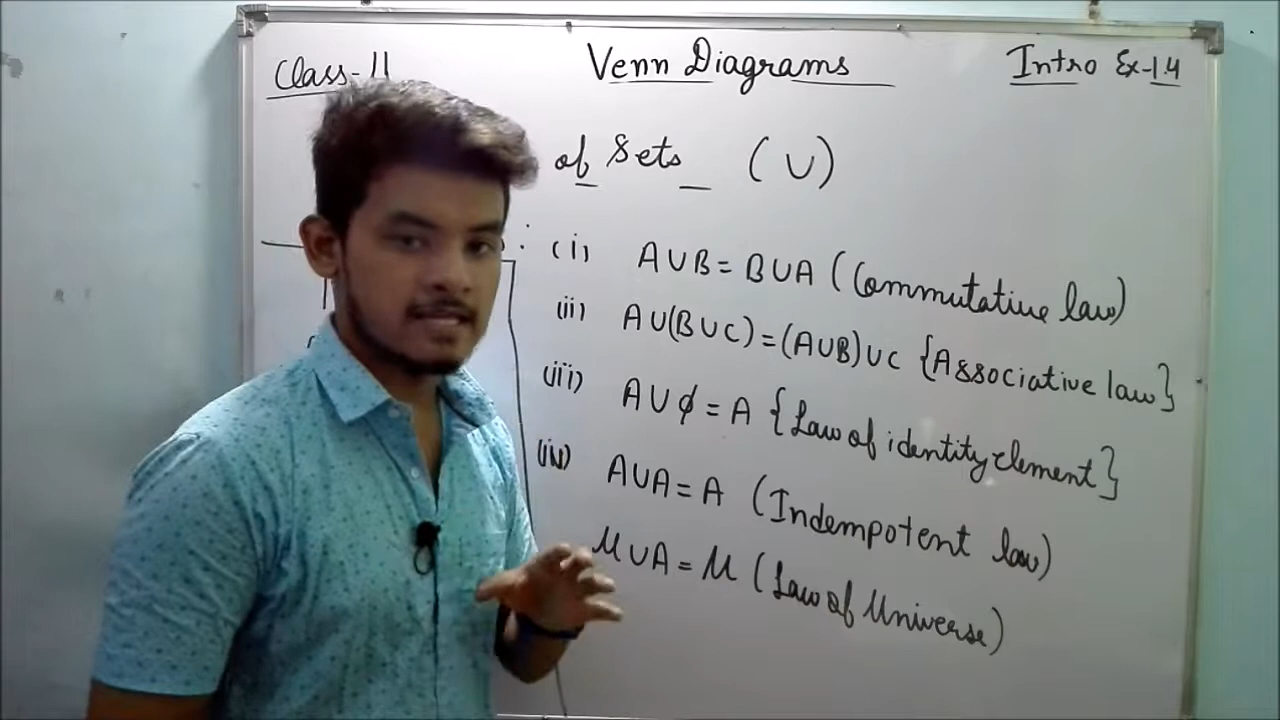 Class-11 Venn Diagrams Intro Ex-1.4
of Sets (∪)
(i) A∪B = B∪A (Commutative law)
(ii) A∪(B∪C) = (A∪B)∪C {Associative law}
(iii) A∪ϕ = A {Law of identity element}
(iv) A∪A = A (Indempotent law)
U∪A = U (Law of Universe)